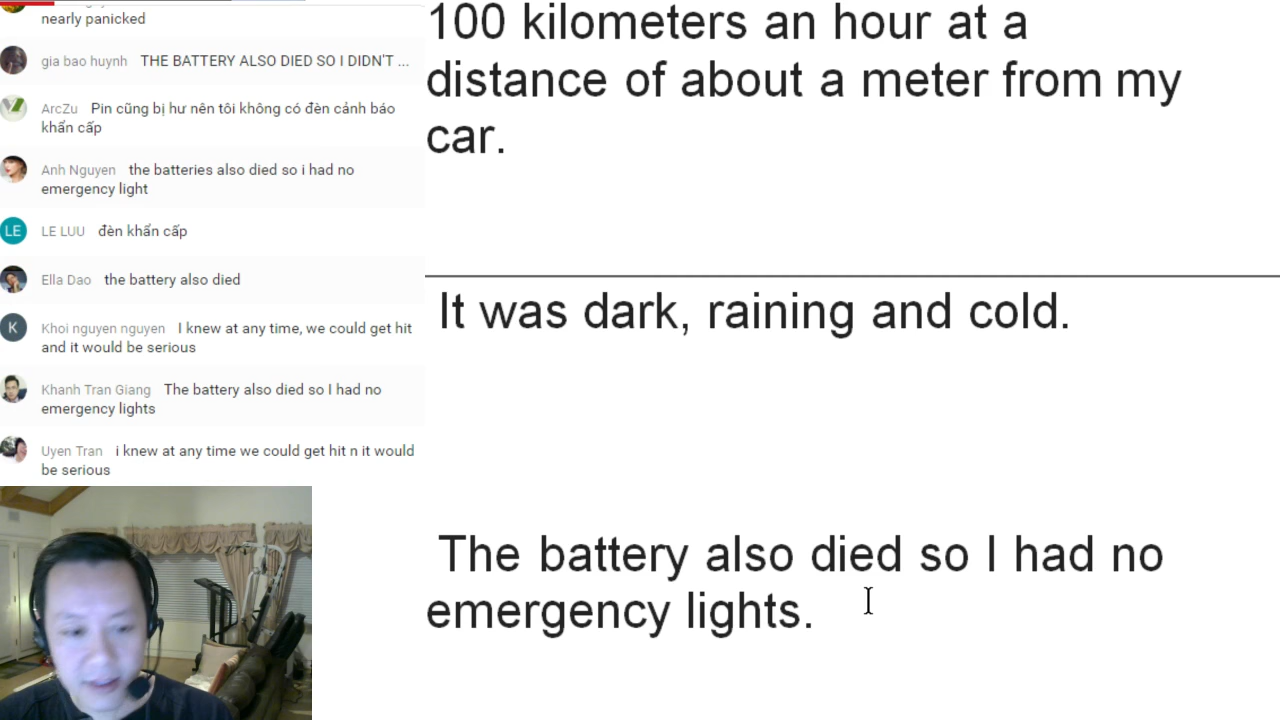 nearly panicked
gia bao huynh THE BATTERY ALSO DIED SO I DIDN'T ...
ArcZu Pin cũng bị hư nên tôi không có đèn cảnh báo
khẩn cấp
Anh Nguyen the batteries also died so i had no
emergency light
LE LE LUU đèn khẩn cấp
Ella Dao the battery also died
K Khoi nguyen nguyen I knew at any time, we could get hit
and it would be serious
Khanh Tran Giang The battery also died so I had no
emergency lights
Uyen Tran i knew at any time we could get hit n it would
be serious
100 kilometers an hour at a
distance of about a meter from my
car.
It was dark, raining and cold.
The battery also died so I had no
emergency lights.